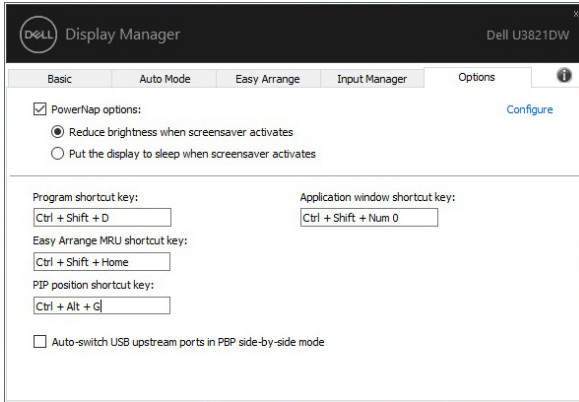 DELL Display Manager
Dell U3821DW
x
Basic
Auto Mode
Easy Arrange
Input Manager
Options
i
PowerNap options:
Configure
Reduce brightness when screensaver activates
Put the display to sleep when screensaver activates
Program shortcut key:
Application window shortcut key:
Ctrl + Shift + D
Ctrl + Shift + Num 0
Easy Arrange MRU shortcut key:
Ctrl + Shift + Home
PIP position shortcut key:
Ctrl + Alt + G
Auto-switch USB upstream ports in PBP side-by-side mode